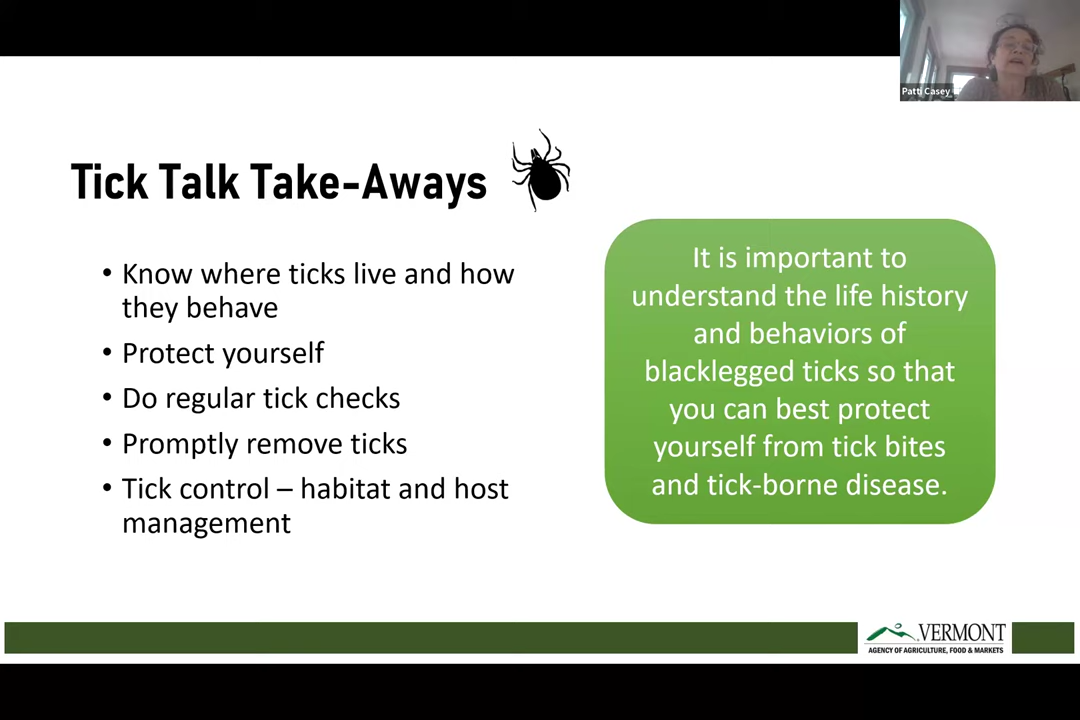 Patti Casey
Tick Talk Take-Aways
• Know where ticks live and how
they behave
• Protect yourself
• Do regular tick checks
• Promptly remove ticks
• Tick control – habitat and host
management
It is important to
understand the life history
and behaviors of
blacklegged ticks so that
you can best protect
yourself from tick bites
and tick-borne disease.
VERMONT
AGENCY OF AGRICULTURE, FOOD & MARKETS